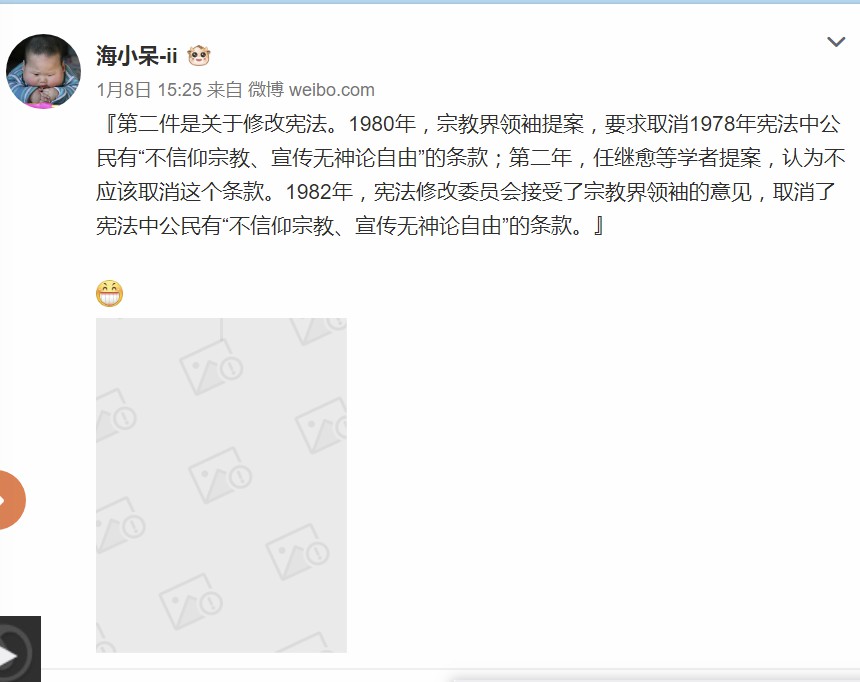 海小呆-ii
1月8日 15:25 来自 微博 weibo.com
『第二件是关于修改宪法。1980年，宗教界领袖提案，要求取消1978年宪法中公
民有“不信仰宗教、宣传无神论自由”的条款；第二年，任继愈等学者提案，认为不
应该取消这个条款。1982年，宪法修改委员会接受了宗教界领袖的意见，取消了
宪法中公民有“不信仰宗教、宣传无神论自由”的条款。』